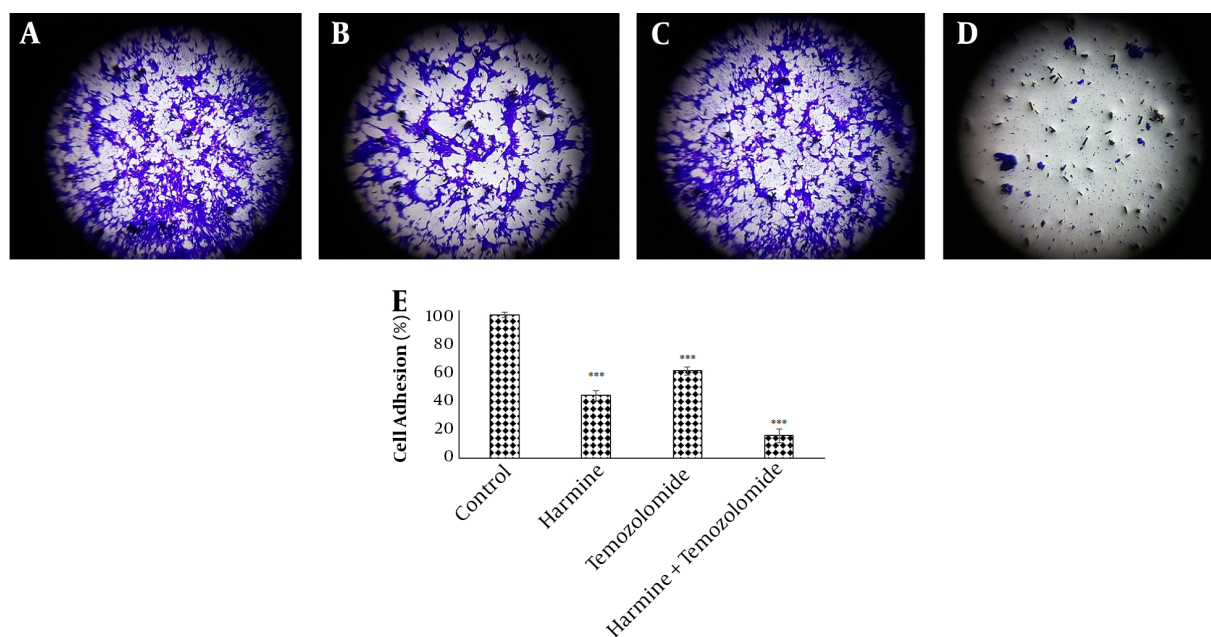 A
B
C
D
E
Cell Adhesion (%)
100
80
60
40
20
0
***
***
***
Control
Harmine
Temozolomide
Harmine + Temozolomide